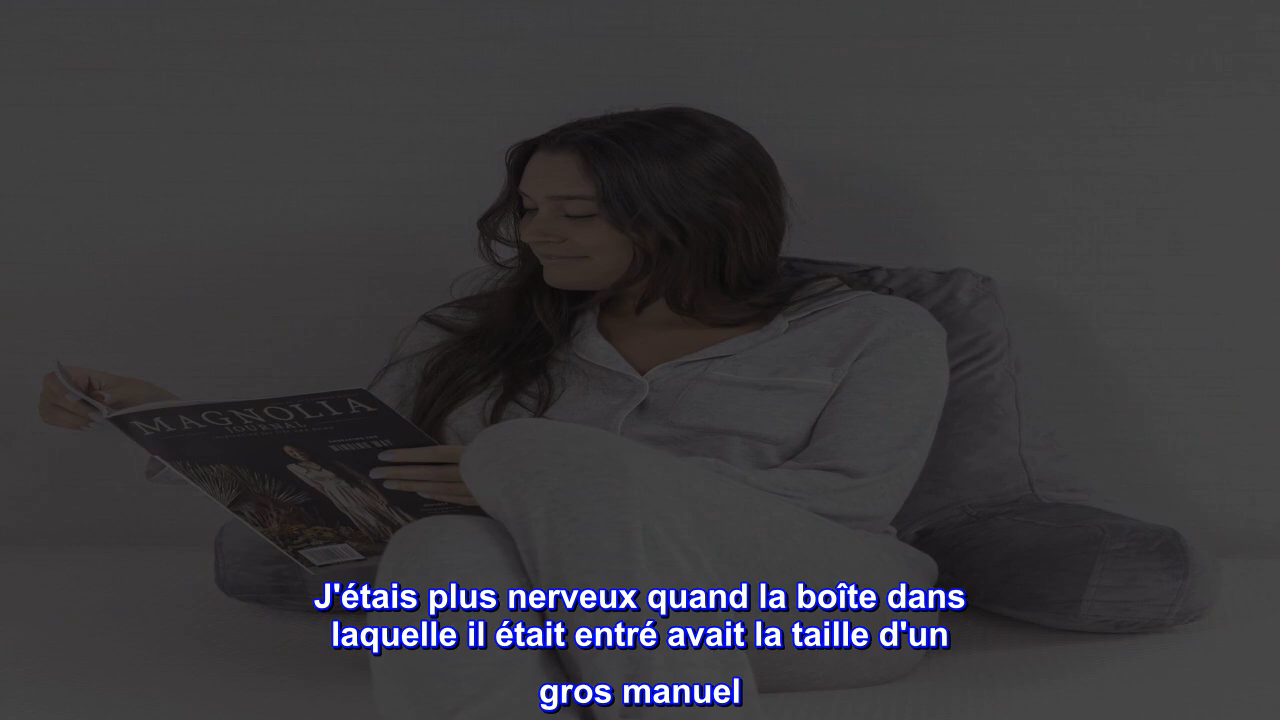 MAGNOLIA
JOURNAL
J'étais plus nerveux quand la boîte dans
laquelle il était entré avait la taille d'un
gros manuel